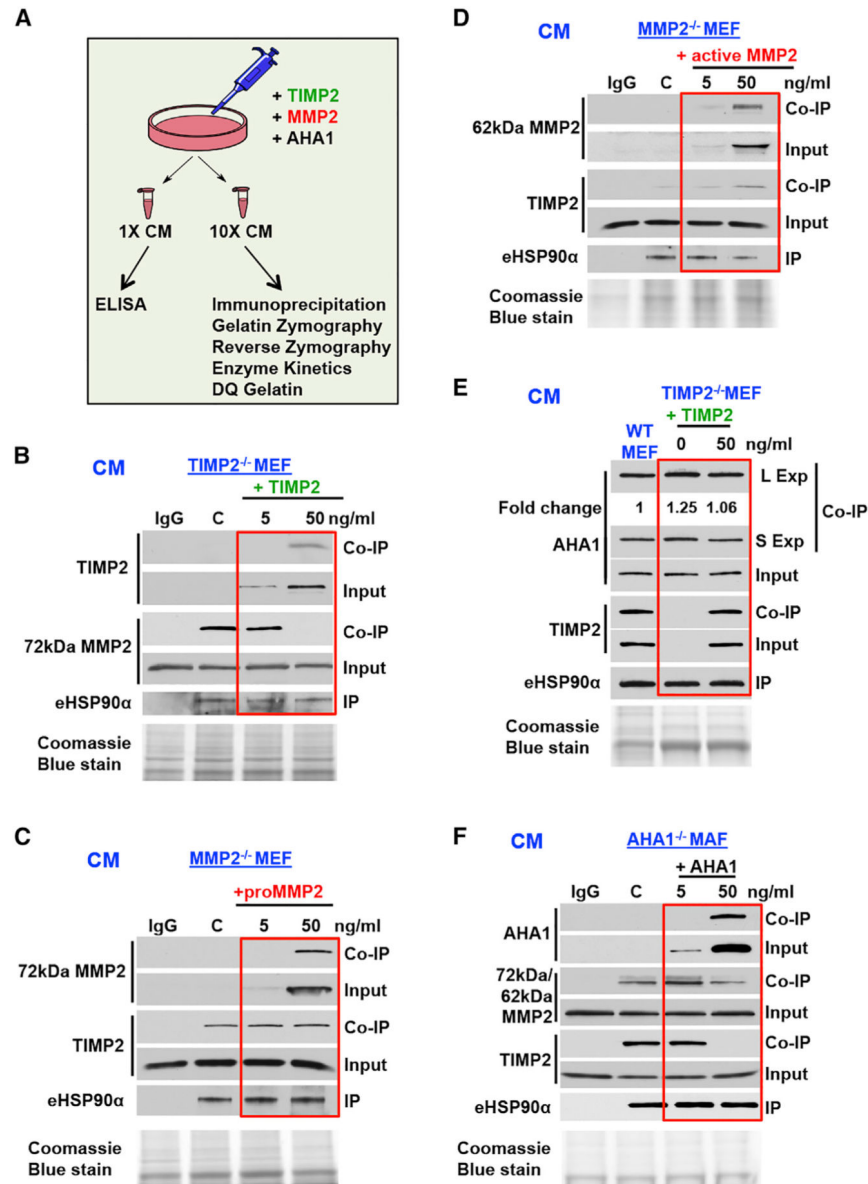 A
+ TIMP2
+ MMP2
+ AHA1
1X CM
10X CM
ELISA
Immunoprecipitation
Gelatin Zymography
Reverse Zymography
Enzyme Kinetics
DQ Gelatin
B
CM
TIMP2-/- MEF
+ TIMP2
IgG C 5 50 ng/ml
TIMP2
Co-IP
Input
72kDa MMP2
Co-IP
Input
eHSP90α
IP
Coomassie
Blue stain
C
CM
MMP2-/- MEF
+proMMP2
IgG C 5 50 ng/ml
72kDa MMP2
Co-IP
Input
TIMP2
Co-IP
Input
eHSP90α
IP
Coomassie
Blue stain
D
CM
MMP2-/- MEF
+ active MMP2
IgG C 5 50 ng/ml
62kDa MMP2
Co-IP
Input
TIMP2
Co-IP
Input
eHSP90α
IP
Coomassie
Blue stain
E
CM
TIMP2-/-MEF
+ TIMP2
WT
MEF
0 50 ng/ml
L Exp
Fold change 1 1.25 1.06
Co-IP
AHA1
S Exp
Input
TIMP2
Co-IP
Input
eHSP90α
IP
Coomassie
Blue stain
F
CM
AHA1-/- MAF
+ AHA1
IgG C 5 50 ng/ml
AHA1
Co-IP
Input
72kDa/
62kDa
MMP2
Co-IP
Input
TIMP2
Co-IP
Input
eHSP90α
IP
Coomassie
Blue stain